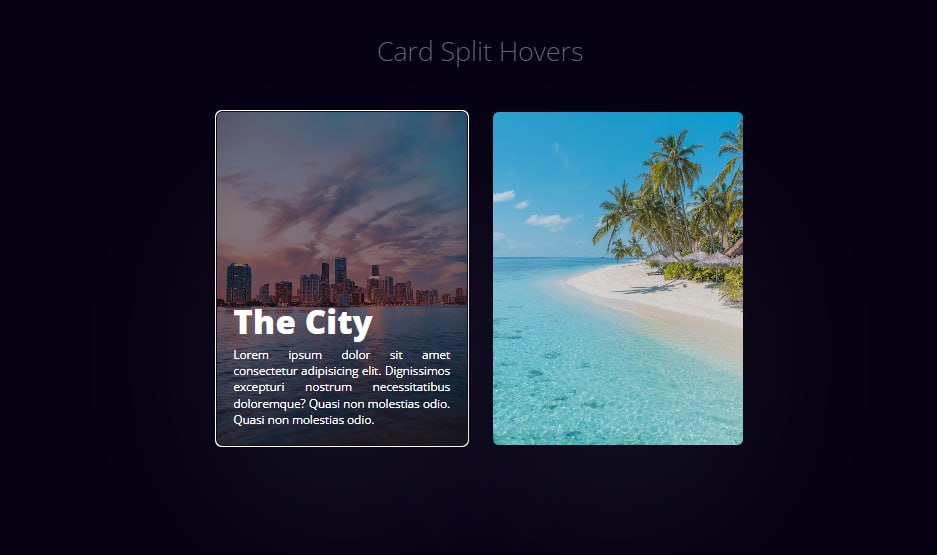 Card Split Hovers
The City
Lorem ipsum dolor sit amet
consectetur adipisicing elit. Dignissimos
excepturi nostrum necessitatibus
doloremque? Quasi non molestias odio.
Quasi non molestias odio.